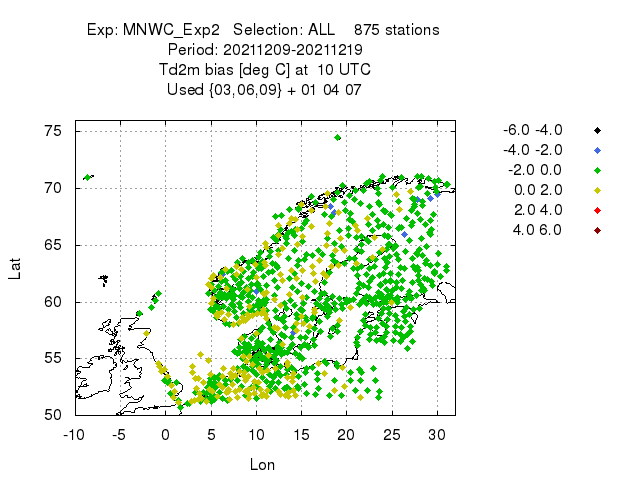 Exp: MNWC_Exp2 Selection: ALL 875 stations
Period: 20211209-20211219
Td2m bias [deg C] at 10 UTC
Used {03,06,09} + 01 04 07
-6.0 -4.0
-4.0 -2.0
-2.0 0.0
0.0 2.0
2.0 4.0
4.0 6.0
75
70
65
60
55
50
Lat
-10 -5 0 5 10 15 20 25 30
Lon